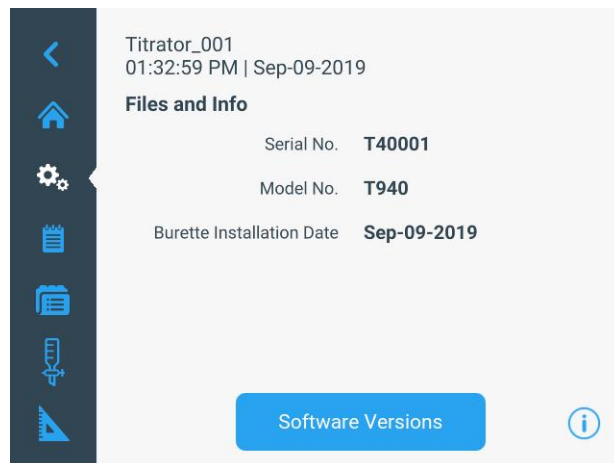 Titrator_001
01:32:59 PM | Sep-09-2019
Files and Info
Serial No. T40001
Model No. T940
Burette Installation Date Sep-09-2019
Software Versions